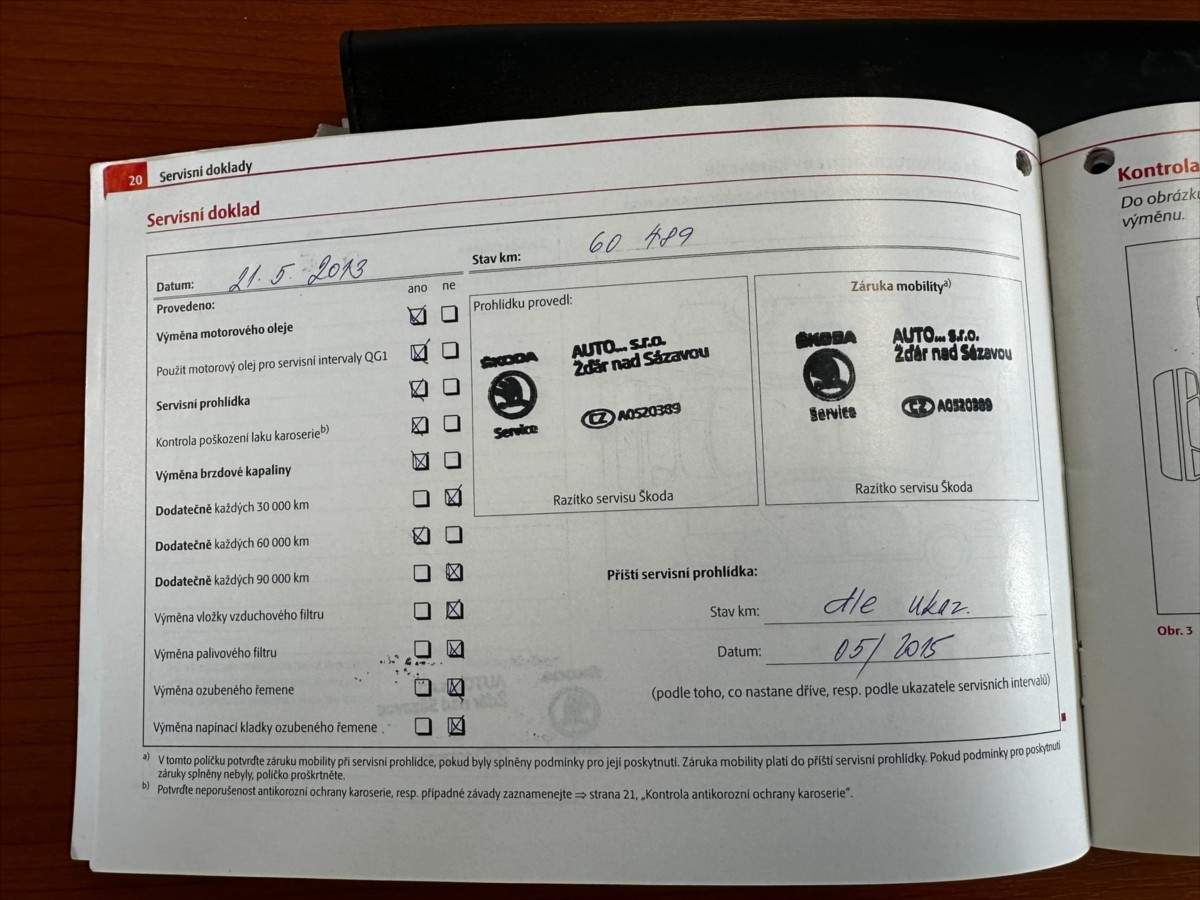 20 Servisní doklady
Servisní doklad
Datum: 21. 5. 2013
Stav km: 60 489
Provedeno: ano ne
Výměna motorového oleje
Použit motorový olej pro servisní intervaly QG1
Servisní prohlídka
Kontrola poškození laku karoserie b)
Výměna brzdové kapaliny
Dodatečně každých 30 000 km
Dodatečně každých 60 000 km
Dodatečně každých 90 000 km
Výměna vložky vzduchového filtru
Výměna palivového filtru
Výměna ozubeného řemene
Výměna napínací kladky ozubeného řemene
Prohlídku provedl:
ŠKODA
Service
AUTO... s.r.o.
Žďár nad Sázavou
CZ A0520389
Razítko servisu Škoda
Záruka mobility a)
ŠKODA
Service
AUTO... s.r.o.
Žďár nad Sázavou
CZ A0520389
Razítko servisu Škoda
Příští servisní prohlídka:
Stav km: dle ukaz.
Datum: 05/2015
(podle toho, co nastane dříve, resp. podle ukazatele servisních intervalů)
a) V tomto políčku potvrďte záruku mobility při servisní prohlídce, pokud byly splněny podmínky pro její poskytnutí. Záruka mobility platí do příští servisní prohlídky. Pokud podmínky pro poskytnutí
záruky splněny nebyly, políčko proškrtněte.
b) Potvrďte neporušenost antikorozní ochrany karoserie, resp. případné závady zaznamenejte ⇒ strana 21, „Kontrola antikorozní ochrany karoserie“.
Kontrola
Do obrázku
výměnu.
Obr. 3